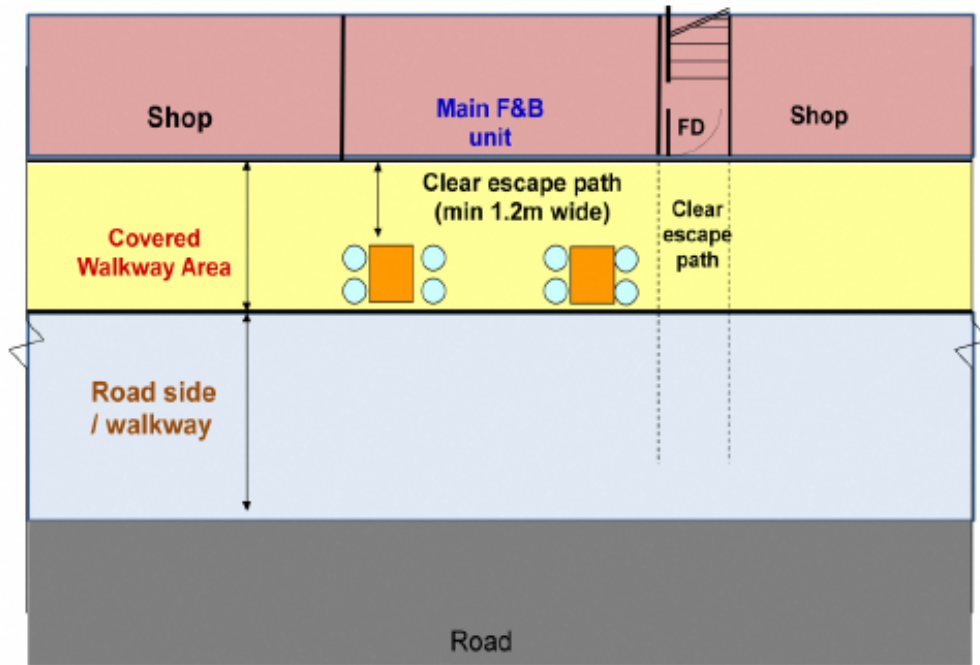 Shop
Main F&B
unit
FD
Shop
Clear escape path
(min 1.2m wide)
Clear
escape
path
Covered
Walkway Area
Road side
/ walkway
Road